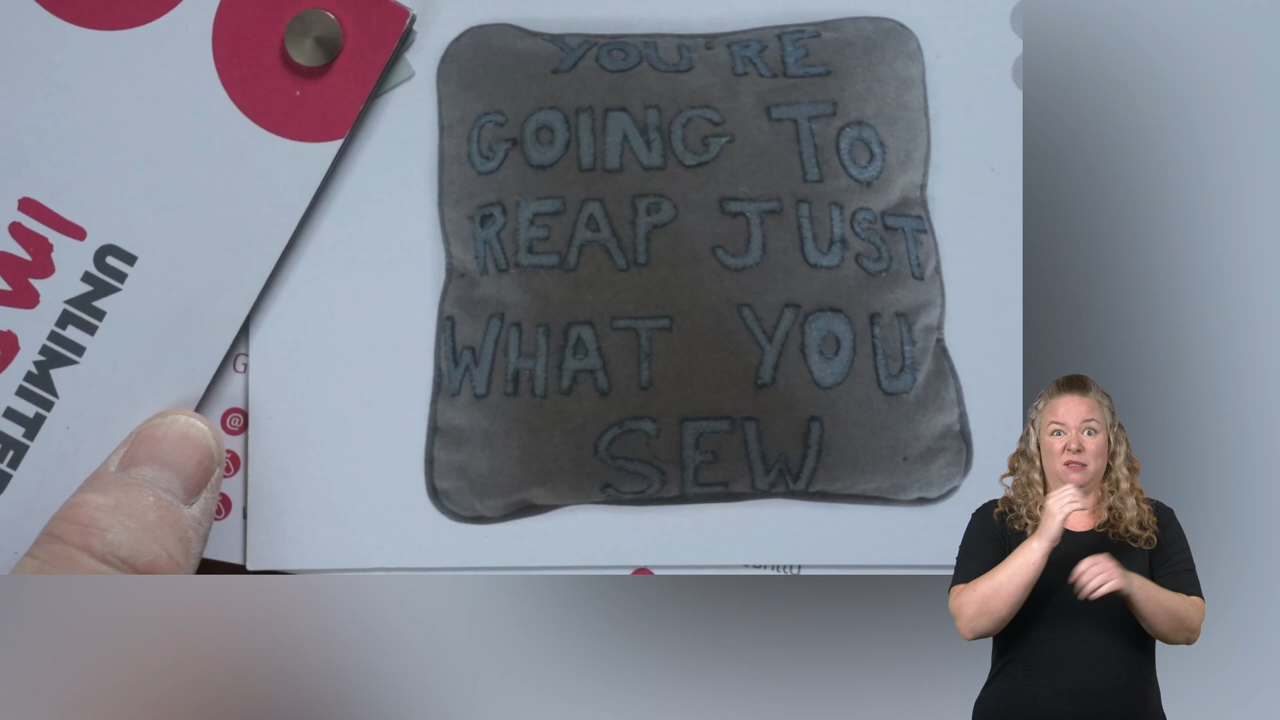 YOU'RE
GOING TO
REAP JUST
WHAT YOU
SEW
UNLIMITED
G
@